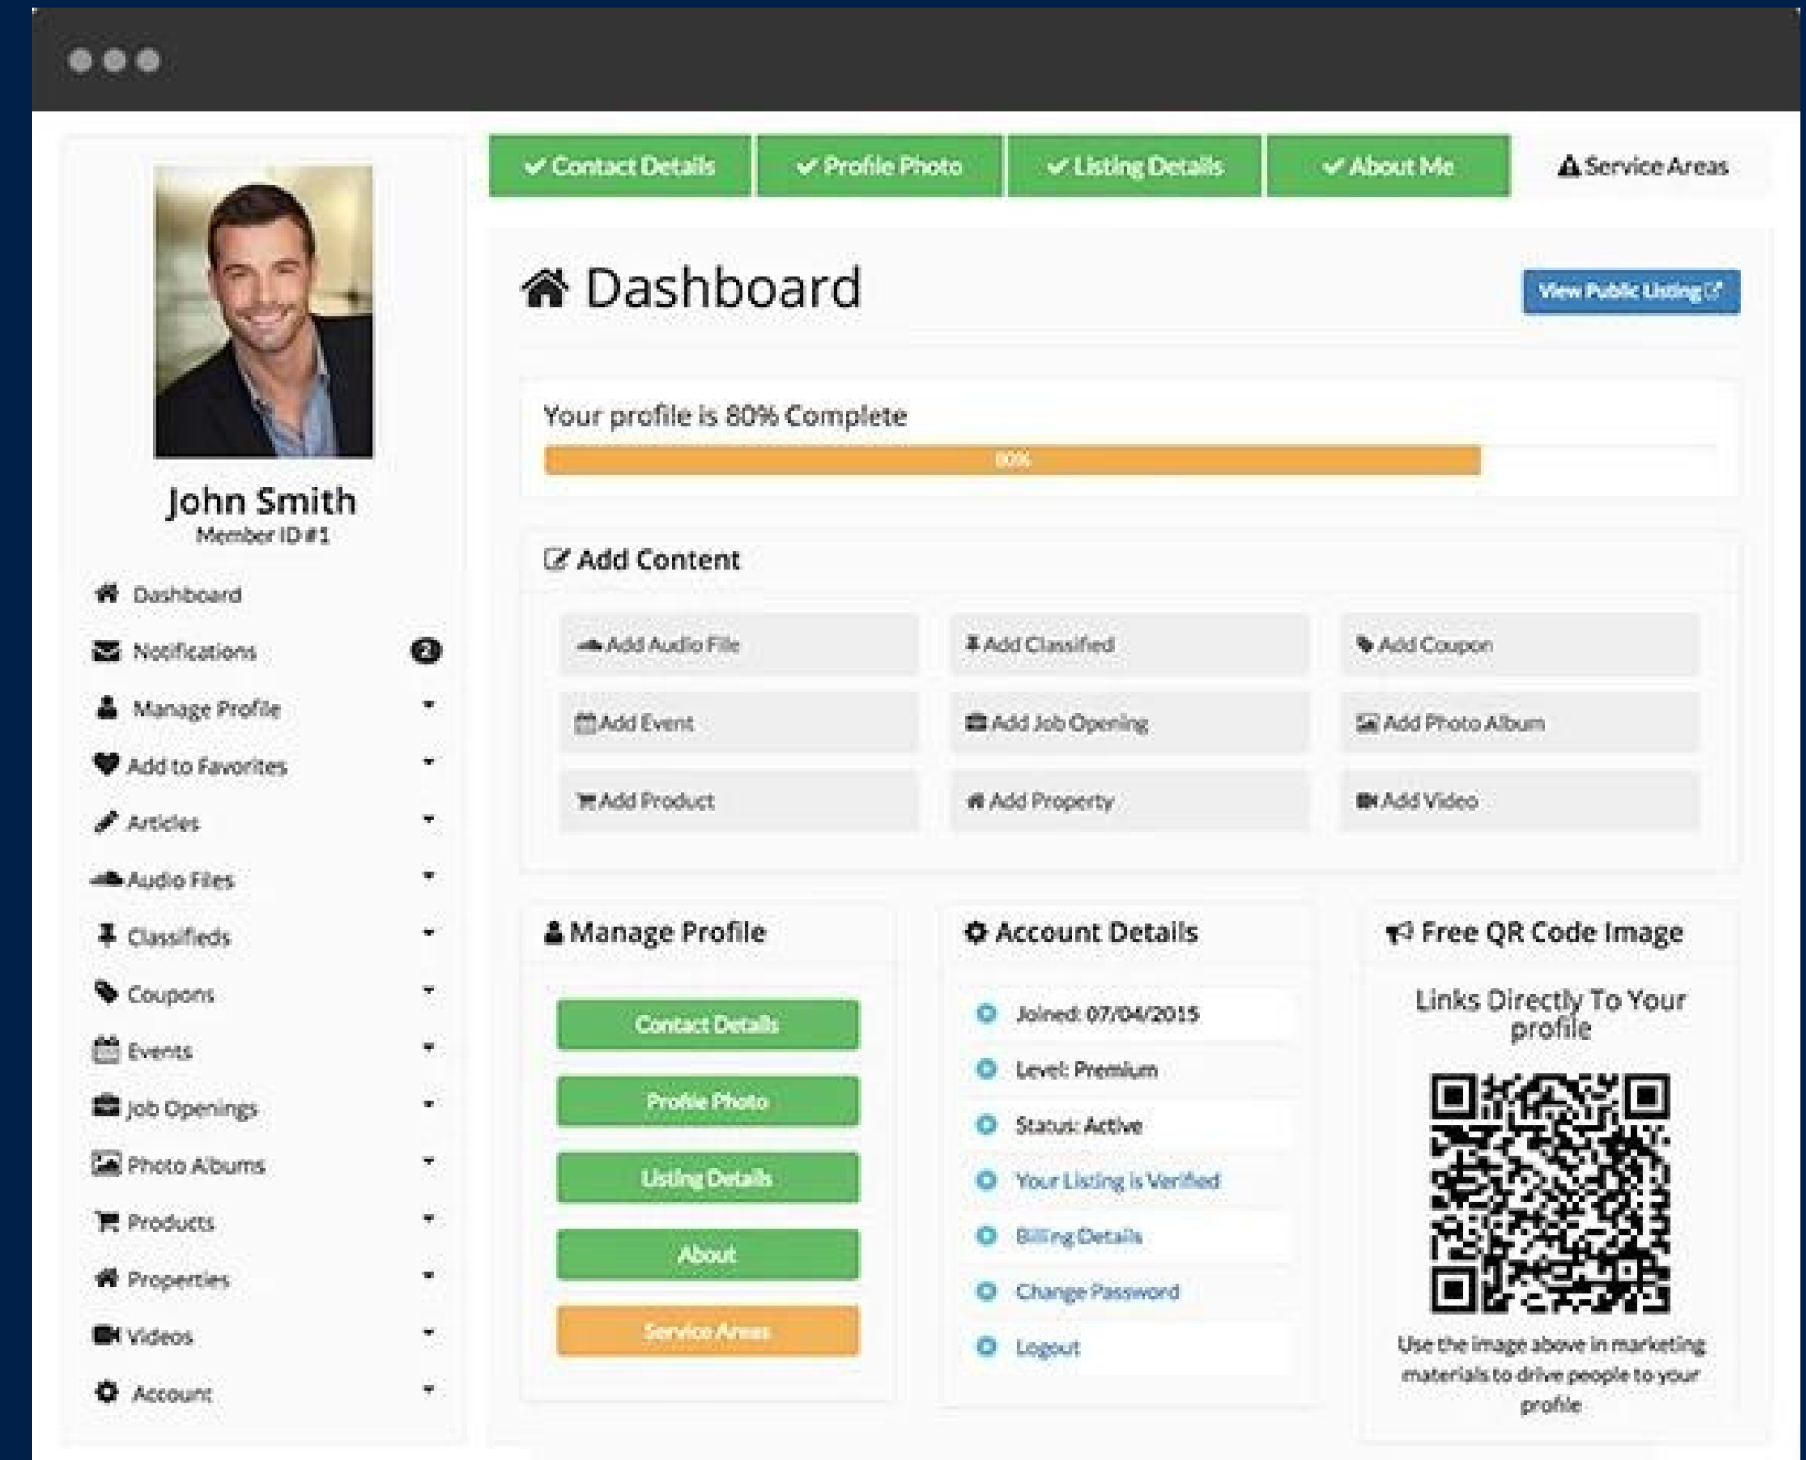 Contact Details
Profile Photo
Listing Details
About Me
Service Areas
John Smith
Member ID #1
Dashboard
Notifications
2
Manage Profile
Add to Favorites
Articles
Audio Files
Classifieds
Coupons
Events
Job Openings
Photo Albums
Products
Properties
Videos
Account
Dashboard
View Public Listing
Your profile is 80% Complete
80%
Add Content
Add Audio File
Add Classified
Add Coupon
Add Event
Add Job Opening
Add Photo Album
Add Product
Add Property
Add Video
Manage Profile
Contact Details
Profile Photo
Listing Details
About
Service Areas
Account Details
Joined: 07/04/2015
Level: Premium
Status: Active
Your Listing is Verified
Billing Details
Change Password
Logout
Free QR Code Image
Links Directly To Your
profile
Use the image above in marketing
materials to drive people to your
profile